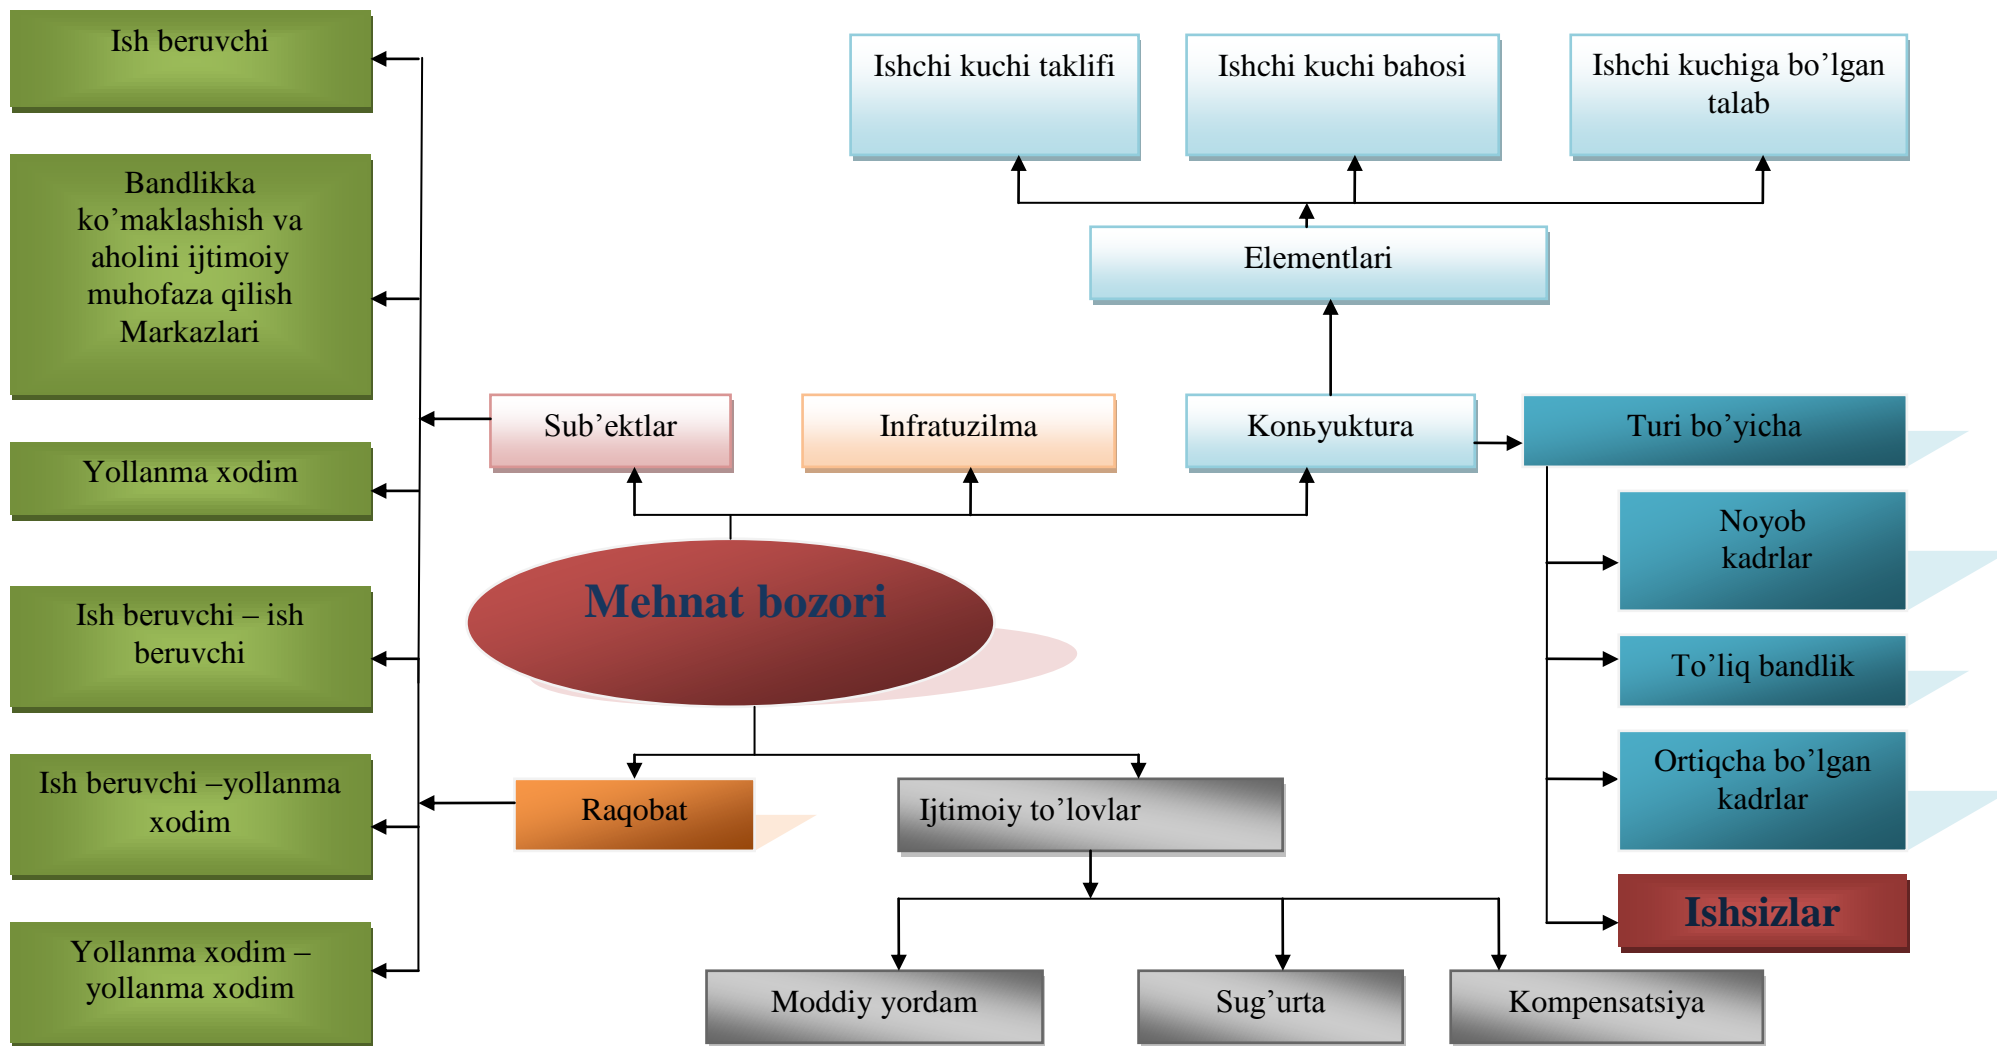 Ish beruvchi
Bandlikka
ko’maklashish va
aholini ijtimoiy
muhofaza qilish
Markazlari
Yollanma xodim
Ish beruvchi – ish
beruvchi
Ish beruvchi –yollanma
xodim
Yollanma xodim –
yollanma xodim
Ishchi kuchi taklifi
Ishchi kuchi bahosi
Ishchi kuchiga bo’lgan
talab
Elementlari
Sub’ektlar
Infratuzilma
Konьyuktura
Turi bo’yicha
Noyob
kadrlar
To’liq bandlik
Ortiqcha bo’lgan
kadrlar
Ishsizlar
Mehnat bozori
Raqobat
Ijtimoiy to’lovlar
Moddiy yordam
Sug’urta
Kompensatsiya